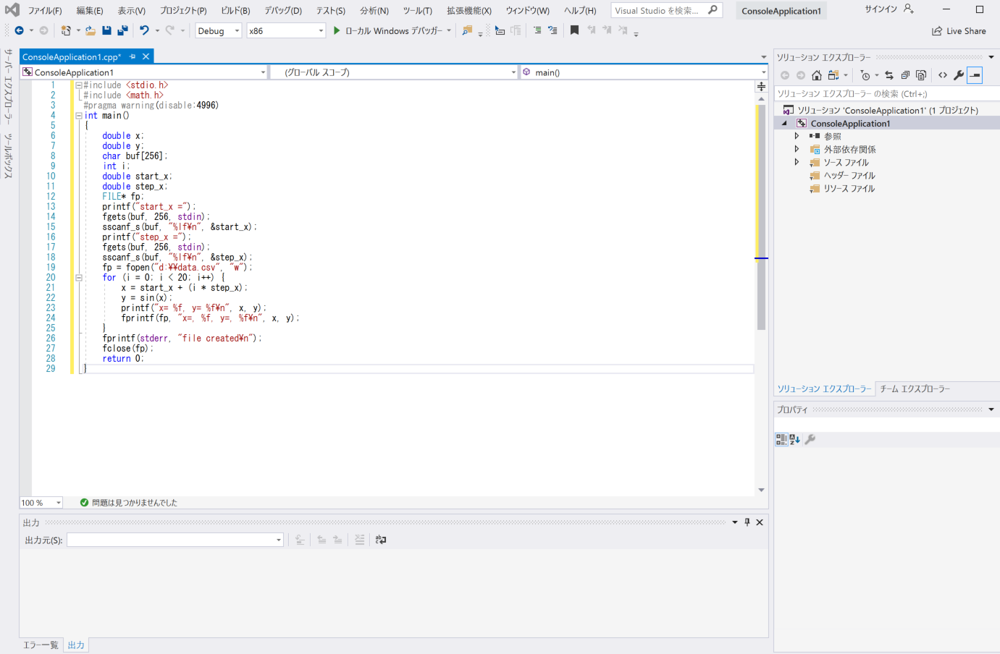 ファイル(F) 編集(E) 表示(V) プロジェクト(P) ビルド(B) デバッグ(D) テスト(S) 分析(N) ツール(T) 拡張機能(X) ウィンドウ(W) ヘルプ(H) Visual Studio を検索... ConsoleApplication1 サインイン
Debug x86 ローカル Windows デバッガー Live Share
サーバー エクスプローラー
ツールボックス
ConsoleApplication1.cpp*
ConsoleApplication1 (グローバル スコープ) main()
1 #include <stdio.h>
2 #include <math.h>
3 #pragma warning(disable:4996)
4 int main()
5 {
6 double x;
7 double y;
8 char buf[256];
9 int i;
10 double start_x;
11 double step_x;
12 FILE* fp;
13 printf("start_x =");
14 fgets(buf, 256, stdin);
15 sscanf_s(buf, "%lf¥n", &start_x);
16 printf("step_x =");
17 fgets(buf, 256, stdin);
18 sscanf_s(buf, "%lf¥n", &step_x);
19 fp = fopen("d:¥¥data.csv", "w");
20 for (i = 0; i < 20; i++) {
21 x = start_x + (i * step_x);
22 y = sin(x);
23 printf("x= %f, y= %f¥n", x, y);
24 fprintf(fp, "x=, %f, y=, %f¥n", x, y);
25 }
26 fprintf(stderr, "file created¥n");
27 fclose(fp);
28 return 0;
29 }
100 % 問題は見つかりませんでした
出力
出力元(S):
エラー一覧 出力
ソリューション エクスプローラー
ソリューション エクスプローラー の検索 (Ctrl+;)
ソリューション 'ConsoleApplication1' (1 プロジェクト)
ConsoleApplication1
参照
外部依存関係
ソース ファイル
ヘッダー ファイル
リソース ファイル
ソリューション エクスプローラー チーム エクスプローラー
プロパティ